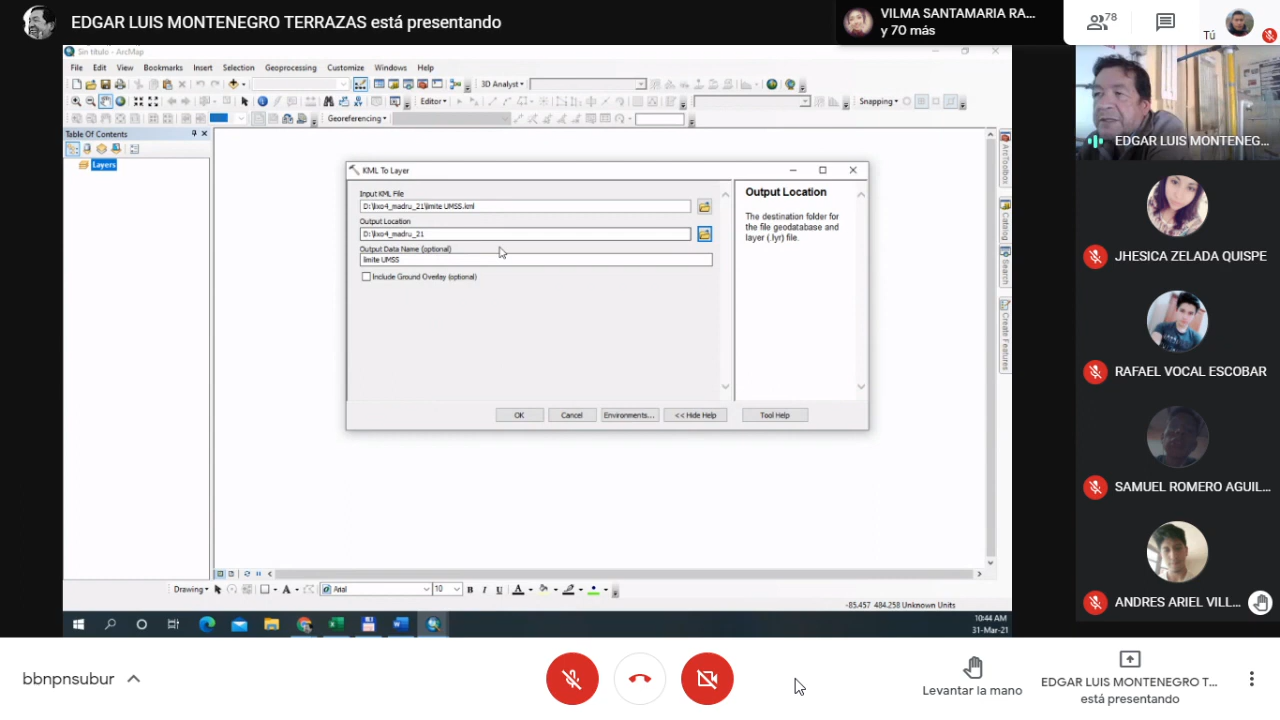 EDGAR LUIS MONTENEGRO TERRAZAS está presentando
VILMA SANTAMARIA RA...
y 70 más
78
Tú
Sin título - ArcMap
File Edit View Bookmarks Insert Selection Geoprocessing Customize Windows Help
3D Analyst
Editor
Snapping
Georeferencing
Table Of Contents
Layers
KML To Layer
Input KML File
D:\lixo4_madru_21\limite UMSS.kml
Output Location
D:\lixo4_madru_21
Output Data Name (optional)
limite UMSS
Include Ground Overlay (optional)
Output Location
The destination folder for
the file geodatabase and
layer (.lyr) file.
OK Cancel Environments... << Hide Help Tool Help
ArcToolbox
Catalog
Search
Create Features
Drawing
A
Arial
10
B I U A
-85.457 484.258 Unknown Units
10:44 AM
31-Mar-21
EDGAR LUIS MONTENEG...
JHESICA ZELADA QUISPE
RAFAEL VOCAL ESCOBAR
SAMUEL ROMERO AGUIL...
ANDRES ARIEL VILL...
bbnpnsubur
Levantar la mano
EDGAR LUIS MONTENEGRO T...
está presentando